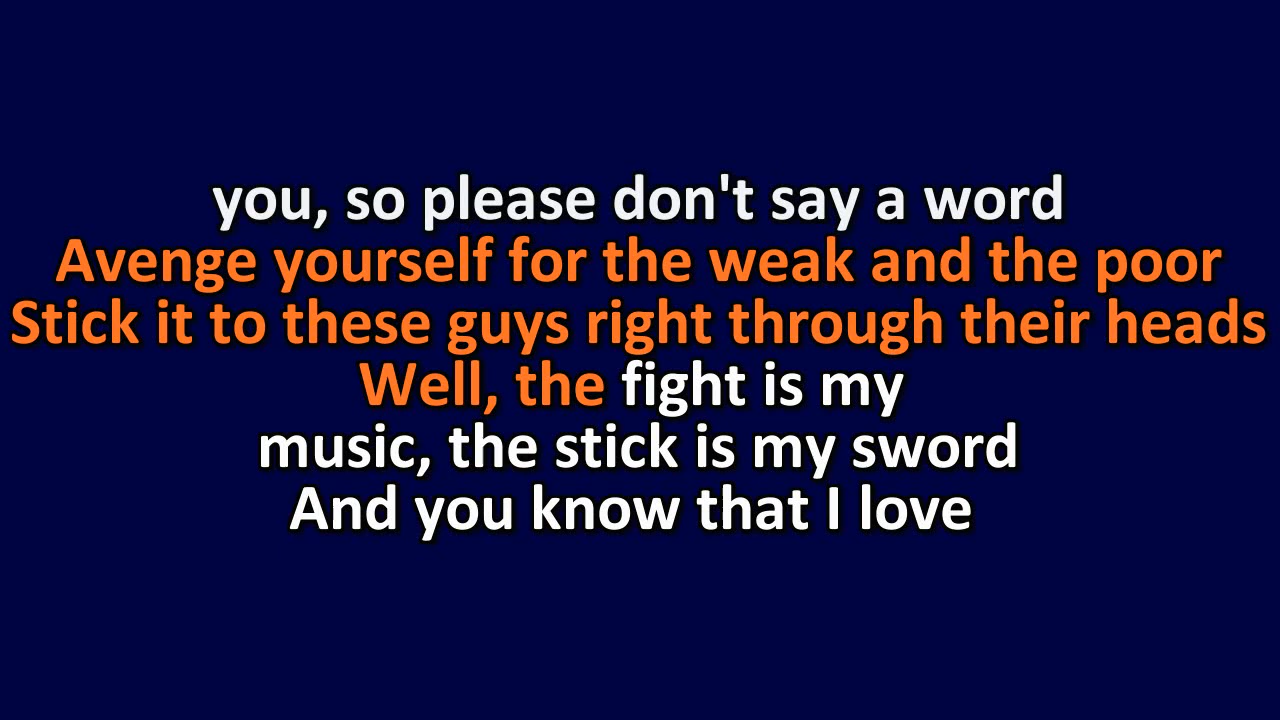 you, so please don't say a word
Avenge yourself for the weak and the poor
Stick it to these guys right through their heads
Well, the fight is my
music, the stick is my sword
And you know that I love